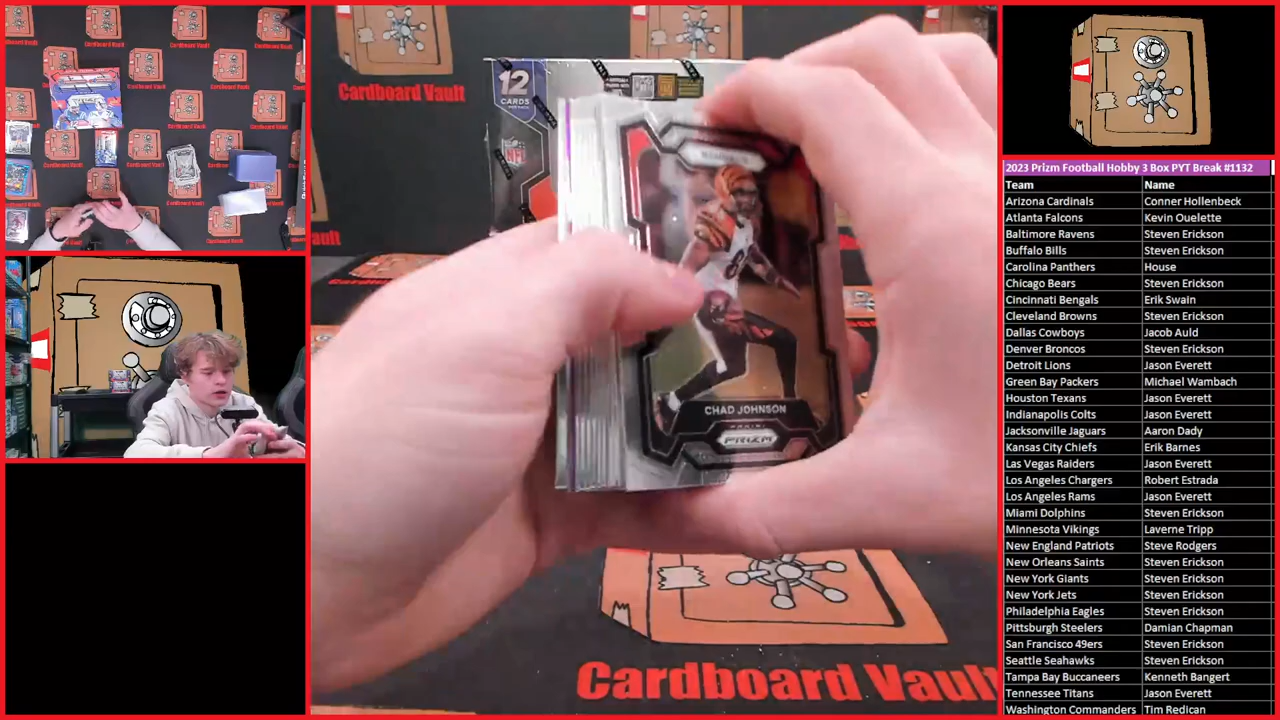 Cardboard Vault
12
CARDS
NFL
CHAD JOHNSON
PANINI
PRIZM
Cardboard Vault
2023 Prizm Football Hobby 3 Box PYT Break #1132
Team Name
Arizona Cardinals Conner Hollenbeck
Atlanta Falcons Kevin Ouelette
Baltimore Ravens Steven Erickson
Buffalo Bills Steven Erickson
Carolina Panthers House
Chicago Bears Steven Erickson
Cincinnati Bengals Erik Swain
Cleveland Browns Steven Erickson
Dallas Cowboys Jacob Auld
Denver Broncos Steven Erickson
Detroit Lions Jason Everett
Green Bay Packers Michael Wambach
Houston Texans Jason Everett
Indianapolis Colts Jason Everett
Jacksonville Jaguars Aaron Dady
Kansas City Chiefs Erik Barnes
Las Vegas Raiders Jason Everett
Los Angeles Chargers Robert Estrada
Los Angeles Rams Jason Everett
Miami Dolphins Steven Erickson
Minnesota Vikings Laverne Tripp
New England Patriots Steve Rodgers
New Orleans Saints Steven Erickson
New York Giants Steven Erickson
New York Jets Steven Erickson
Philadelphia Eagles Steven Erickson
Pittsburgh Steelers Damian Chapman
San Francisco 49ers Steven Erickson
Seattle Seahawks Steven Erickson
Tampa Bay Buccaneers Kenneth Bangert
Tennessee Titans Jason Everett
Washington Commanders Tim Redican